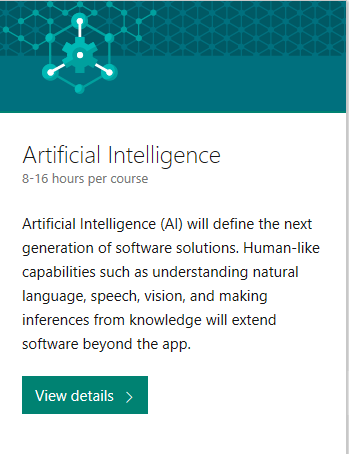 Artificial Intelligence
8-16 hours per course
Artificial Intelligence (AI) will define the next
generation of software solutions. Human-like
capabilities such as understanding natural
language, speech, vision, and making
inferences from knowledge will extend
software beyond the app.
View details